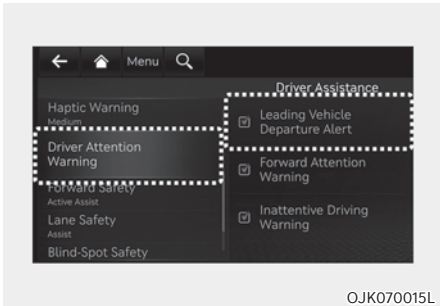 Menu
Driver Assistance
Haptic Warning
Medium
Driver Attention
Warning
Forward Safety
Active Assist
Lane Safety
Assist
Blind-Spot Safety
Leading Vehicle
Departure Alert
Forward Attention
Warning
Inattentive Driving
Warning
OJK070015L